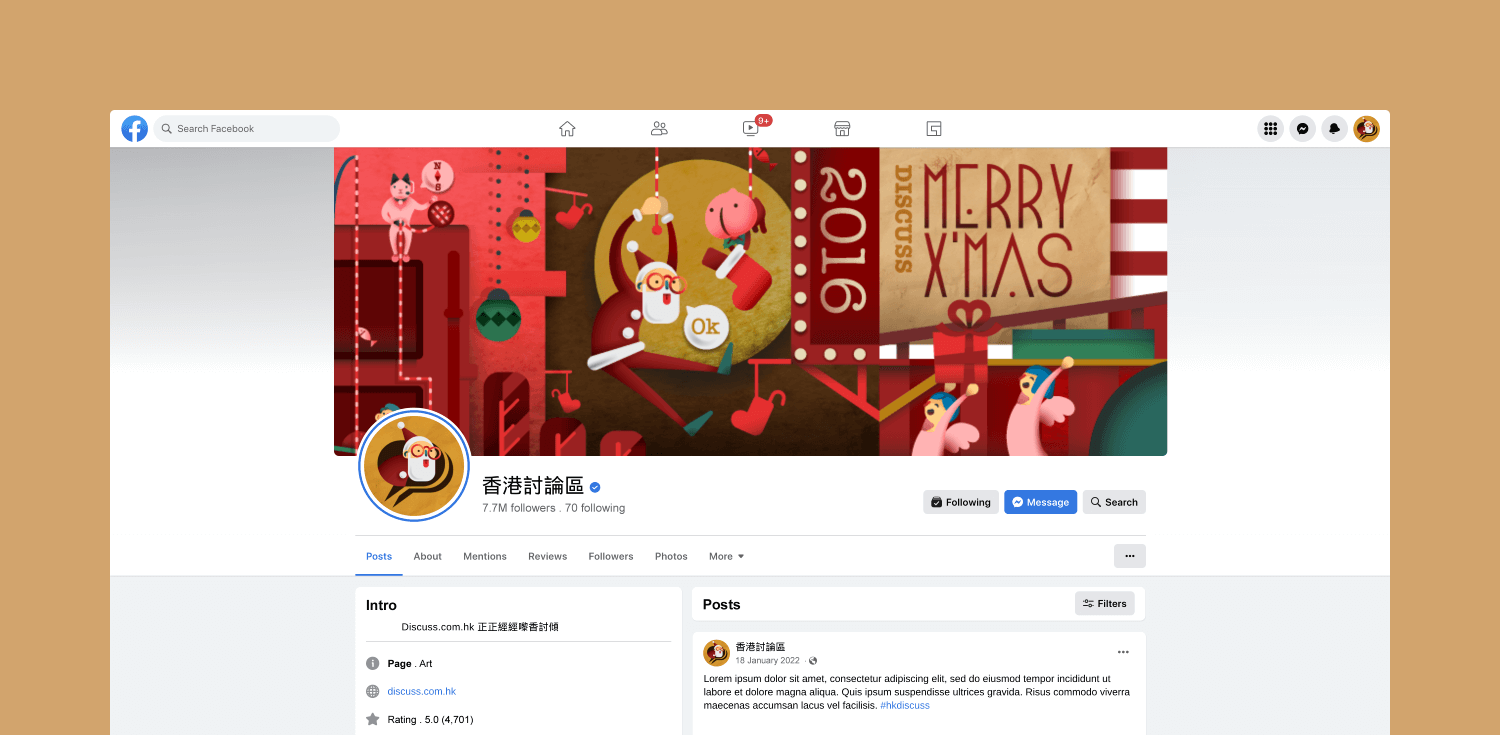 Search Facebook
9+
N
S
2016
DISCUSS
MERRY
X'MAS
Ok
香港討論區
7.7M followers . 70 following
Following
Message
Search
Posts
About
Mentions
Reviews
Followers
Photos
More
Intro
Discuss.com.hk 正正經經嚟香討傾
Page . Art
discuss.com.hk
Rating . 5.0 (4,701)
Posts
Filters
香港討論區
18 January 2022 .
Lorem ipsum dolor sit amet, consectetur adipiscing elit, sed do eiusmod tempor incididunt ut
labore et dolore magna aliqua. Quis ipsum suspendisse ultrices gravida. Risus commodo viverra
maecenas accumsan lacus vel facilisis. #hkdiscuss